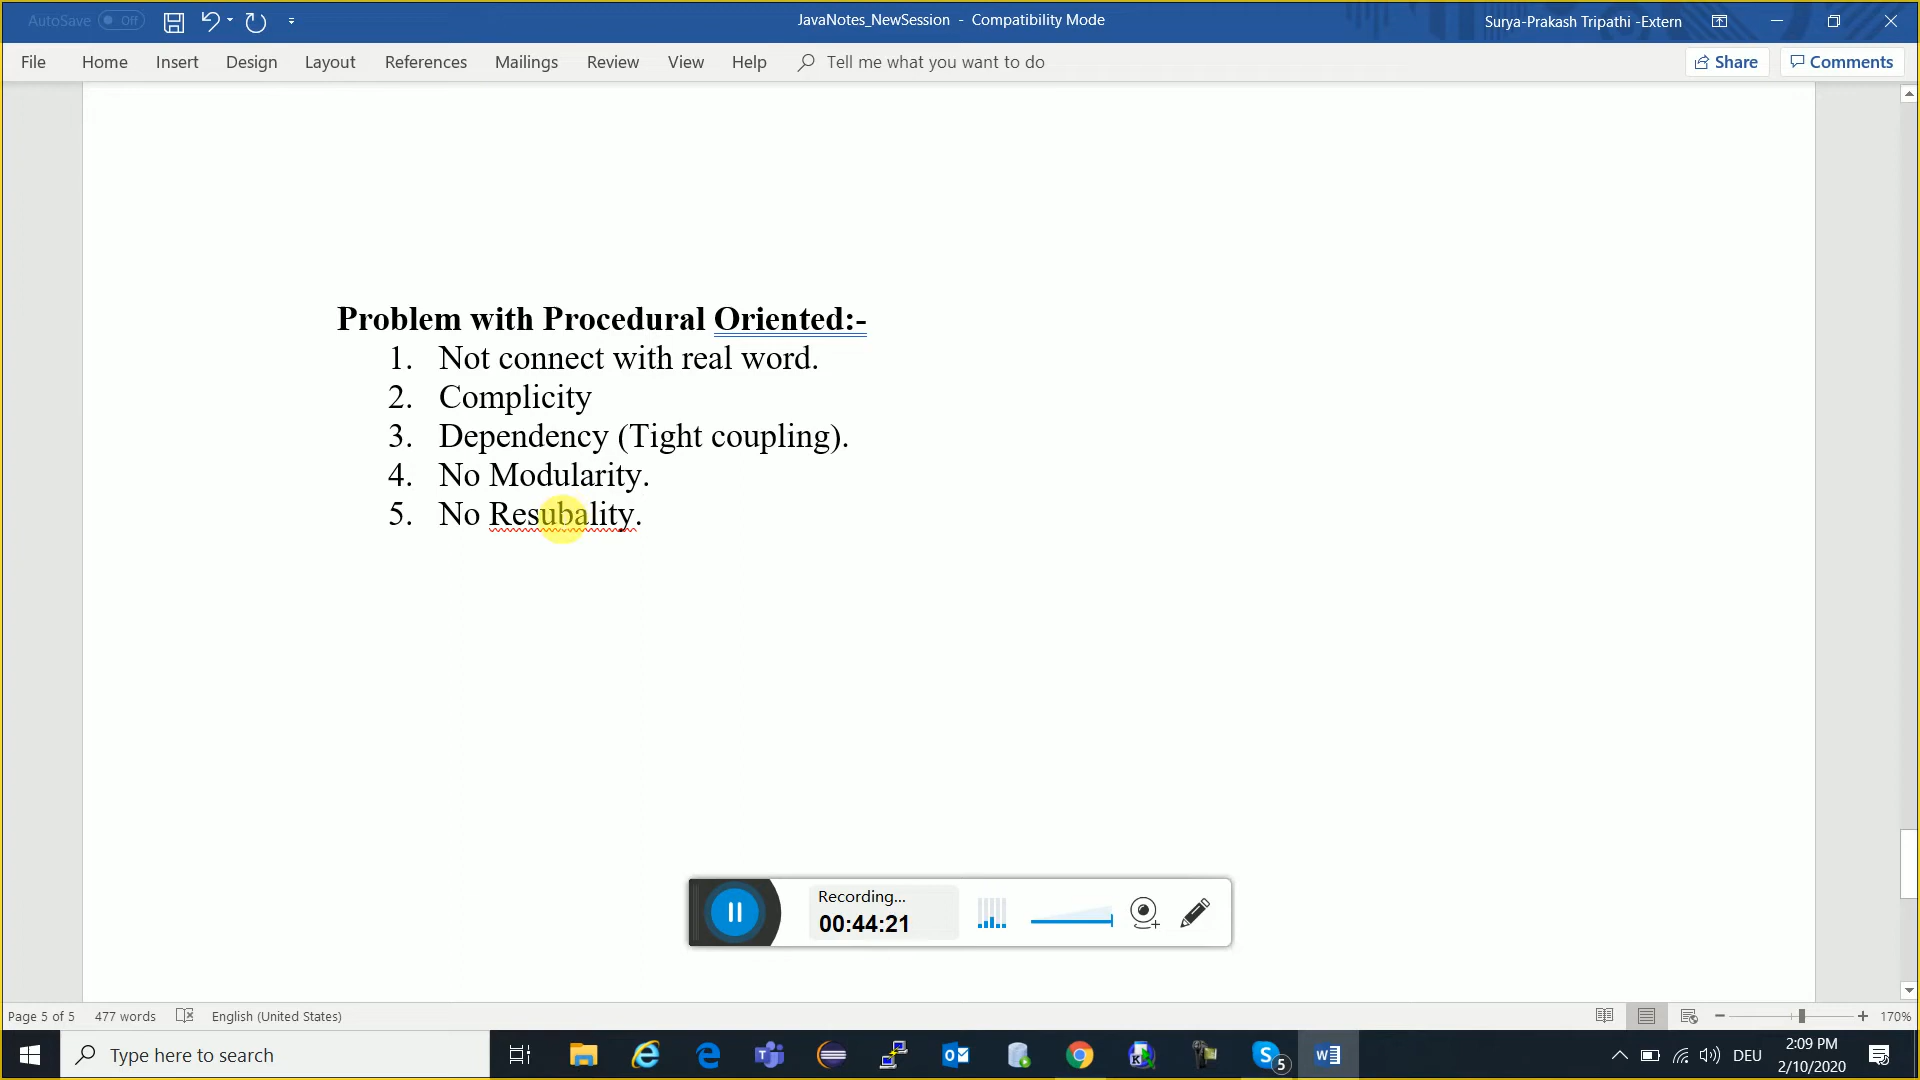 AutoSave Off
JavaNotes_NewSession - Compatibility Mode
Surya-Prakash Tripathi -Extern
File Home Insert Design Layout References Mailings Review View Help Tell me what you want to do
Share Comments
Problem with Procedural Oriented:-
1. Not connect with real word.
2. Complicity
3. Dependency (Tight coupling).
4. No Modularity.
5. No Resubality.
Recording...
00:44:21
Page 5 of 5 477 words English (United States)
170%
Type here to search
5
DEU
2:09 PM
2/10/2020